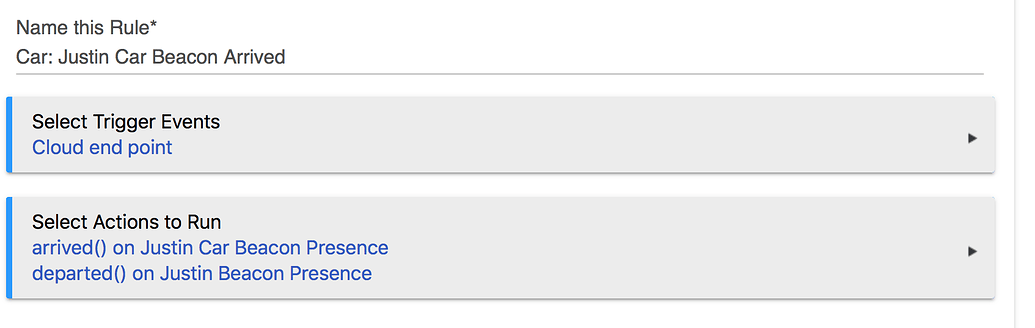 Name this Rule*
Car: Justin Car Beacon Arrived
Select Trigger Events
Cloud end point
Select Actions to Run
arrived() on Justin Car Beacon Presence
departed() on Justin Beacon Presence